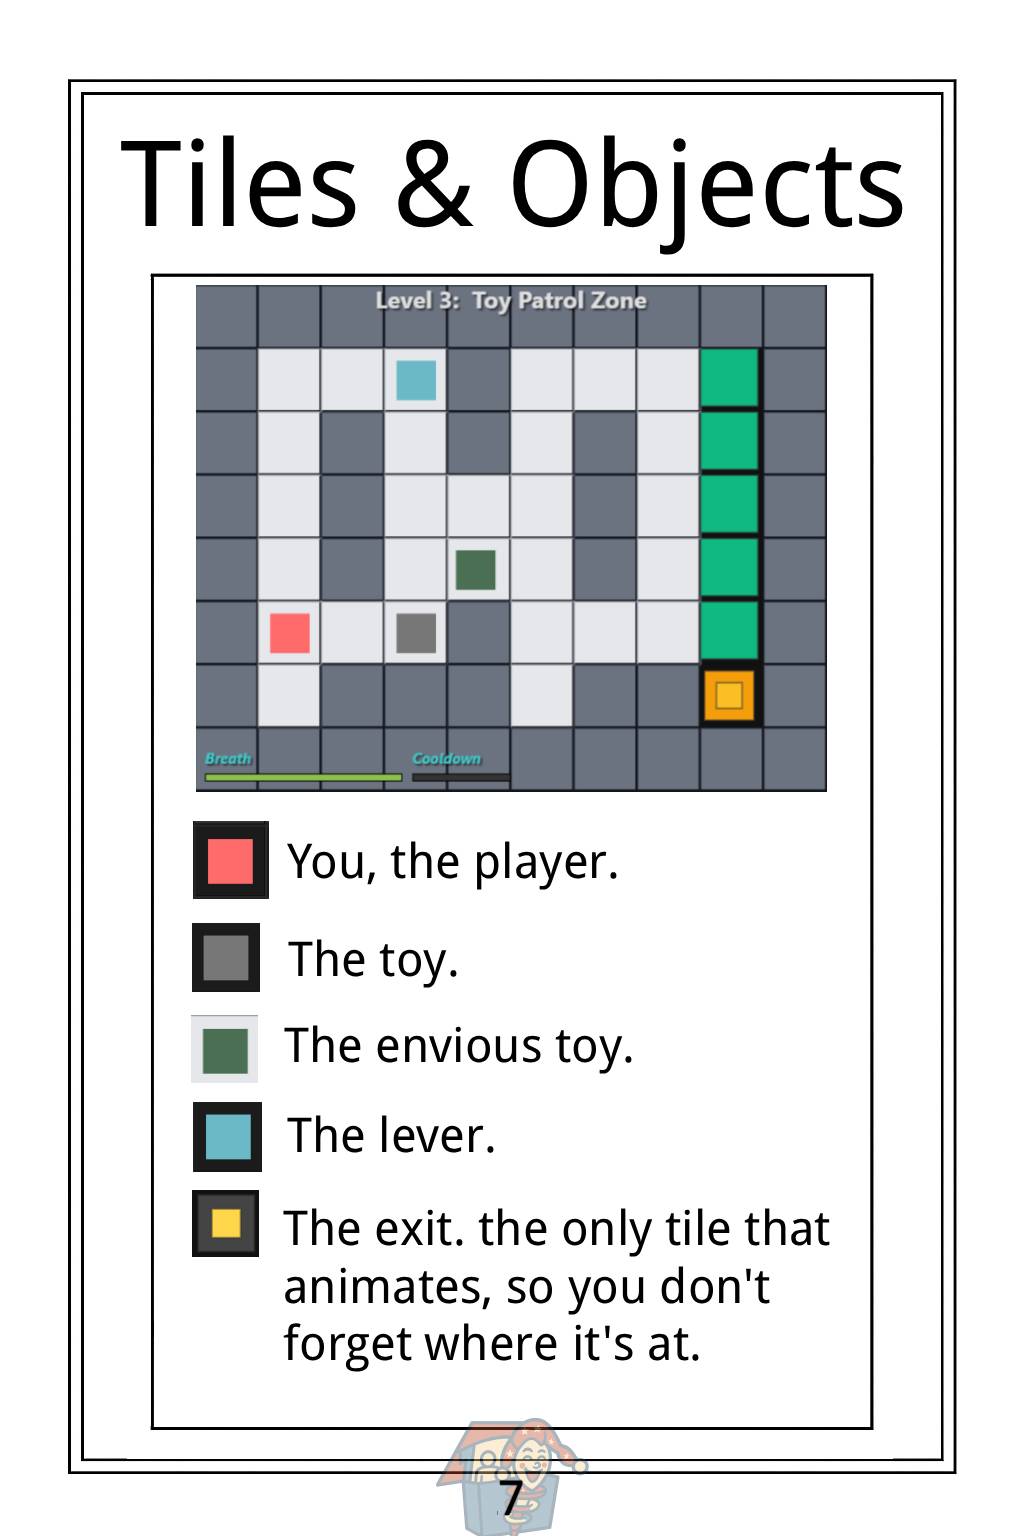 Tiles & Objects
Level 3: Toy Patrol Zone
Breath
Cooldown
You, the player.
The toy.
The envious toy.
The lever.
The exit. the only tile that
animates, so you don't
forget where it's at.
7